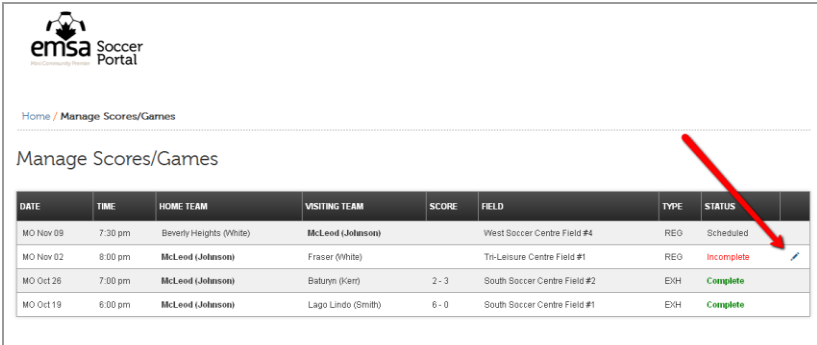 emsa Soccer
Portal
Mini Community Premier
Home / Manage Scores/Games
Manage Scores/Games
DATE TIME HOME TEAM VISITING TEAM SCORE FIELD TYPE STATUS
MO Nov 09 7:30 pm Beverly Heights (White) McLeod (Johnson) West Soccer Centre Field #4 REG Scheduled
MO Nov 02 8:00 pm McLeod (Johnson) Fraser (White) Tri-Leisure Centre Field #1 REG Incomplete
MO Oct 26 7:00 pm McLeod (Johnson) Baturyn (Kerr) 2 - 3 South Soccer Centre Field #2 EXH Complete
MO Oct 19 6:00 pm McLeod (Johnson) Lago Lindo (Smith) 6 - 0 South Soccer Centre Field #1 EXH Complete